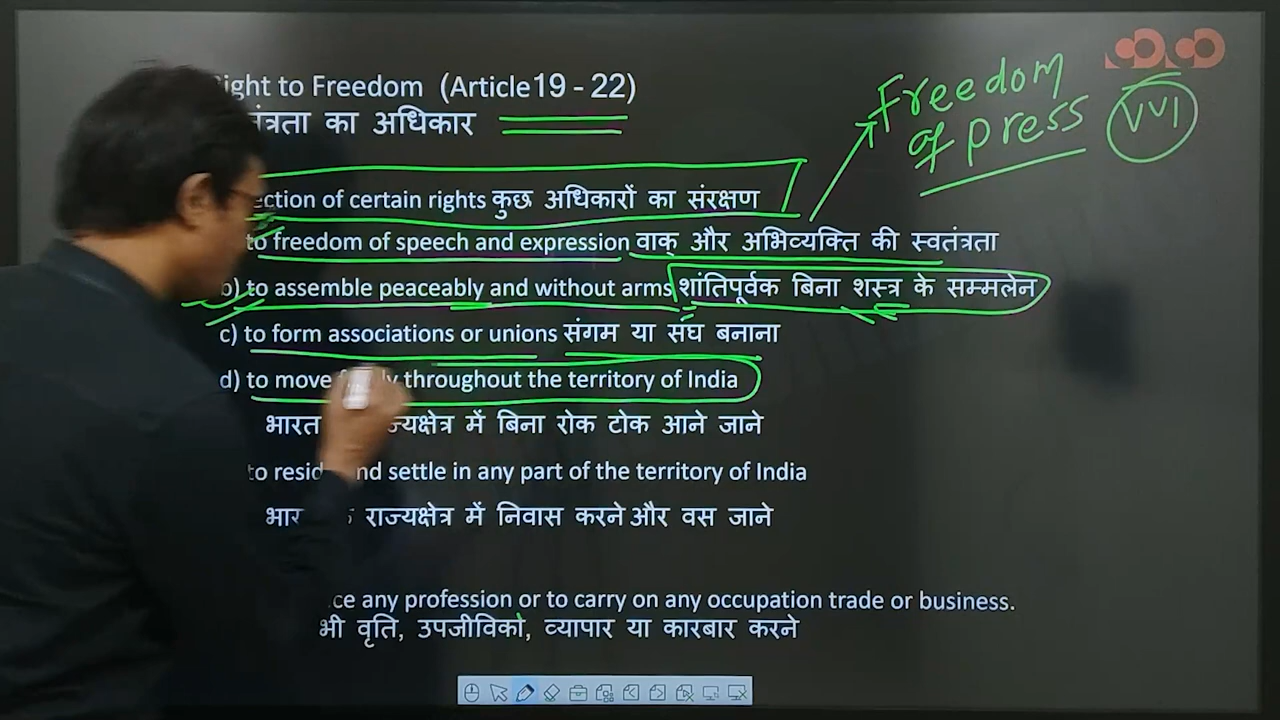 ight to Freedom (Article 19 - 22)
तंत्रता का अधिकार
Freedom
of press
VVI
ection of certain rights कुछ अधिकारों का संरक्षण
to freedom of speech and expression वाक् और अभिव्यक्ति की स्वतंत्रता
b) to assemble peaceably and without arms शांतिपूर्वक बिना शस्त्र के सम्मलेन
c) to form associations or unions संगम या संघ बनाना
d) to move throughout the territory of India
भारत ज्यक्षेत्र में बिना रोक टोक आने जाने
to resid nd settle in any part of the territory of India
भार राज्यक्षेत्र में निवास करने और वस जाने
ce any profession or to carry on any occupation trade or business.
भी वृति, उपजीविका, व्यापार या कारबार करने